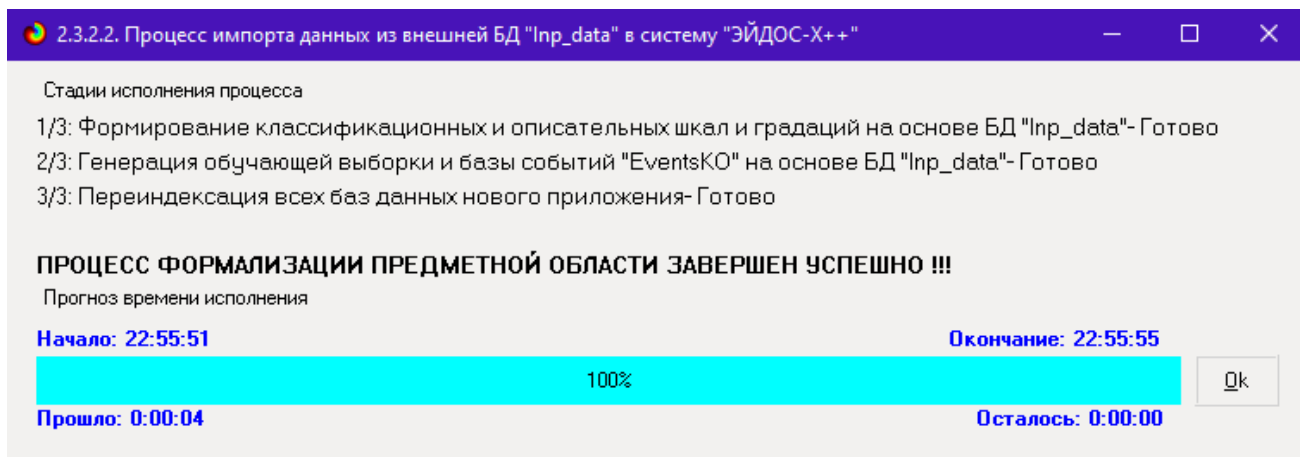 2.3.2.2. Процесс импорта данных из внешней БД "Inp_data" в систему "ЭЙДОС-X++"
Стадии исполнения процесса
1/3: Формирование классификационных и описательных шкал и градаций на основе БД "Inp_data"- Готово
2/3: Генерация обучающей выборки и базы событий "EventsKO" на основе БД "Inp_data"- Готово
3/3: Переиндексация всех баз данных нового приложения- Готово
ПРОЦЕСС ФОРМАЛИЗАЦИИ ПРЕДМЕТНОЙ ОБЛАСТИ ЗАВЕРШЕН УСПЕШНО !!!
Прогноз времени исполнения
Начало: 22:55:51 Окончание: 22:55:55
100% Ok
Прошло: 0:00:04 Осталось: 0:00:00